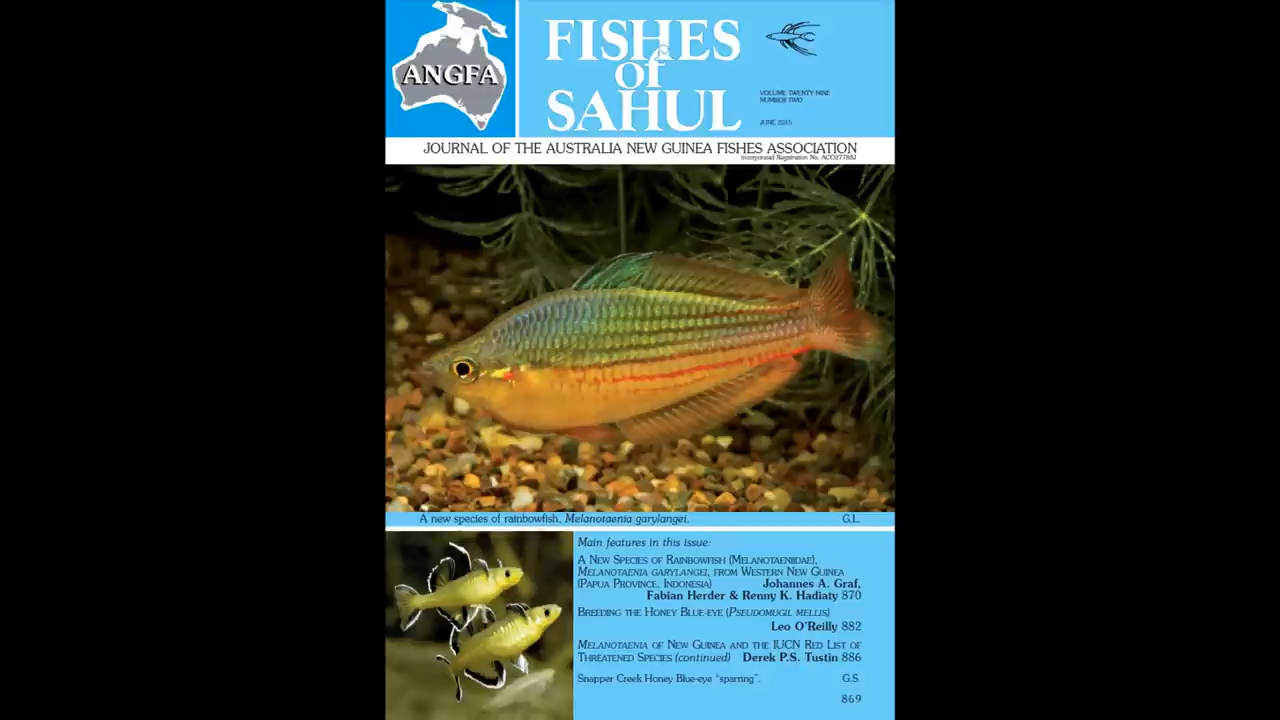 ANGFA
FISHES
of
SAHUL
VOLUME TWENTY-NINE
NUMBER TWO
JUNE 2015
JOURNAL OF THE AUSTRALIA NEW GUINEA FISHES ASSOCIATION
Incorporated Registration No. ACO27788J
A new species of rainbowfish, Melanotaenia garylangei.
G.L.
Main features in this issue:
A NEW SPECIES OF RAINBOWFISH (MELANOTAENIIDAE),
MELANOTAENIA GARYLANGEI, FROM WESTERN NEW GUINEA
(PAPUA PROVINCE, INDONESIA) Johannes A. Graf,
Fabian Herder & Renny K. Hadiaty 870
BREEDING THE HONEY BLUE-EYE (PSEUDOMUGIL MELLIS)
Leo O'Reilly 882
MELANOTAENIA OF NEW GUINEA AND THE IUCN RED LIST OF
THREATENED SPECIES (continued) Derek P.S. Tustin 886
Snapper Creek Honey Blue-eye "sparring". G.S.
869